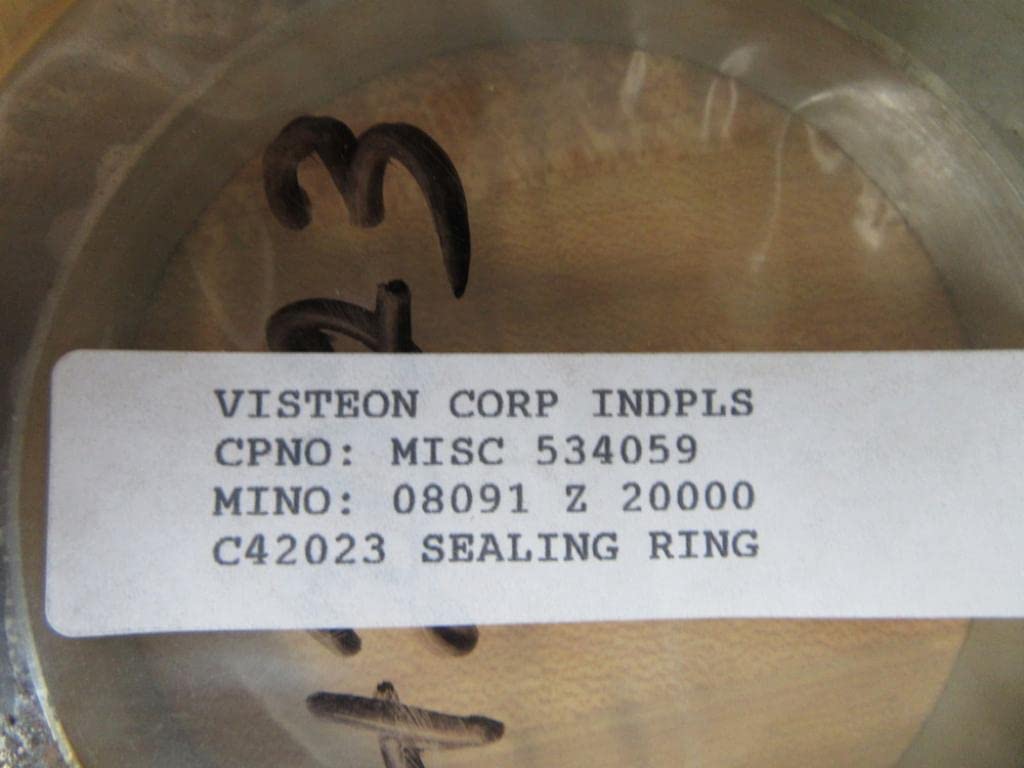 VISTEON CORP INDPLS
CPNO: MISC 534059
MINO: 08091 Z 20000
C42023 SEALING RING